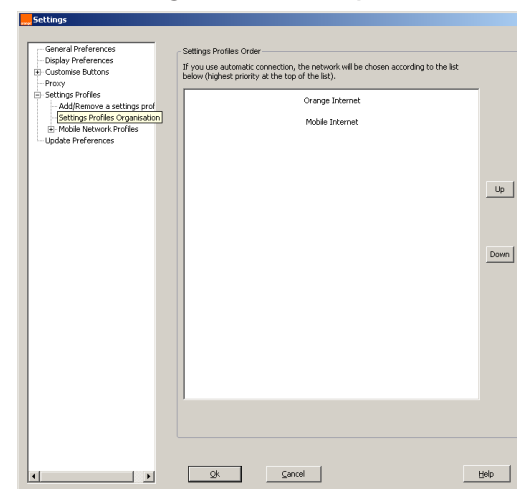 Settings
General Preferences
Display Preferences
Customise Buttons
Proxy
Settings Profiles
Add/Remove a settings prof
Settings Profiles Organisation
Mobile Network Profiles
Update Preferences
Settings Profiles Order
If you use automatic connection, the network will be chosen according to the list
below (highest priority at the top of the list).
Orange Internet
Mobile Internet
Up
Down
Ok
Cancel
Help